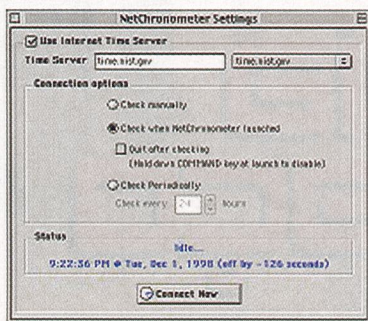 NetChronometer Settings
Use Internet Time Server
Time Server time.nist.gov time.nist.gov
Connection options
Check manually
Check when NetChronometer launched
Quit after checking
(Hold down COMMAND key at launch to disable)
Check Periodically
Check every 24 hours
Status
Idle...
9:22:36 PM @ Tue, Dec 1, 1998 (off by -126 seconds)
Connect Now